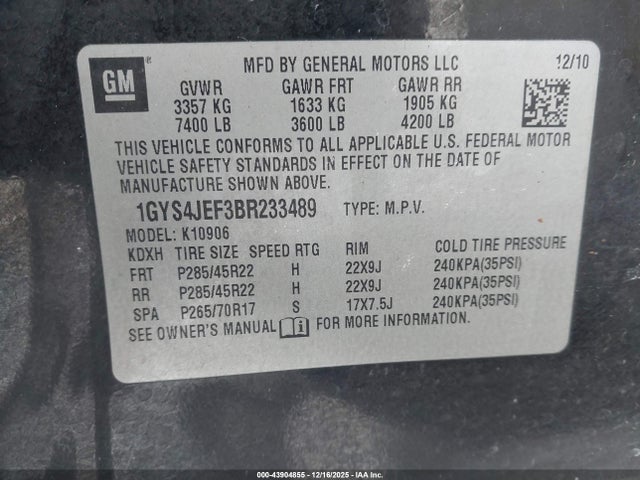 GM ®
MFD BY GENERAL MOTORS LLC 12/10
GVWR GAWR FRT GAWR RR
3357 KG 1633 KG 1905 KG
7400 LB 3600 LB 4200 LB
THIS VEHICLE CONFORMS TO ALL APPLICABLE U.S. FEDERAL MOTOR
VEHICLE SAFETY STANDARDS IN EFFECT ON THE DATE OF
MANUFACTURE SHOWN ABOVE.
1GYS4JEF3BR233489 TYPE: M.P.V.
MODEL: K10906
KDXH TIRE SIZE SPEED RTG RIM COLD TIRE PRESSURE
FRT P285/45R22 H 22X9J 240KPA(35PSI)
RR P285/45R22 H 22X9J 240KPA(35PSI)
SPA P265/70R17 S 17X7.5J 240KPA(35PSI)
SEE OWNER'S MANUAL FOR MORE INFORMATION.
000-43904855 | 12/16/2025 - IAA Inc.